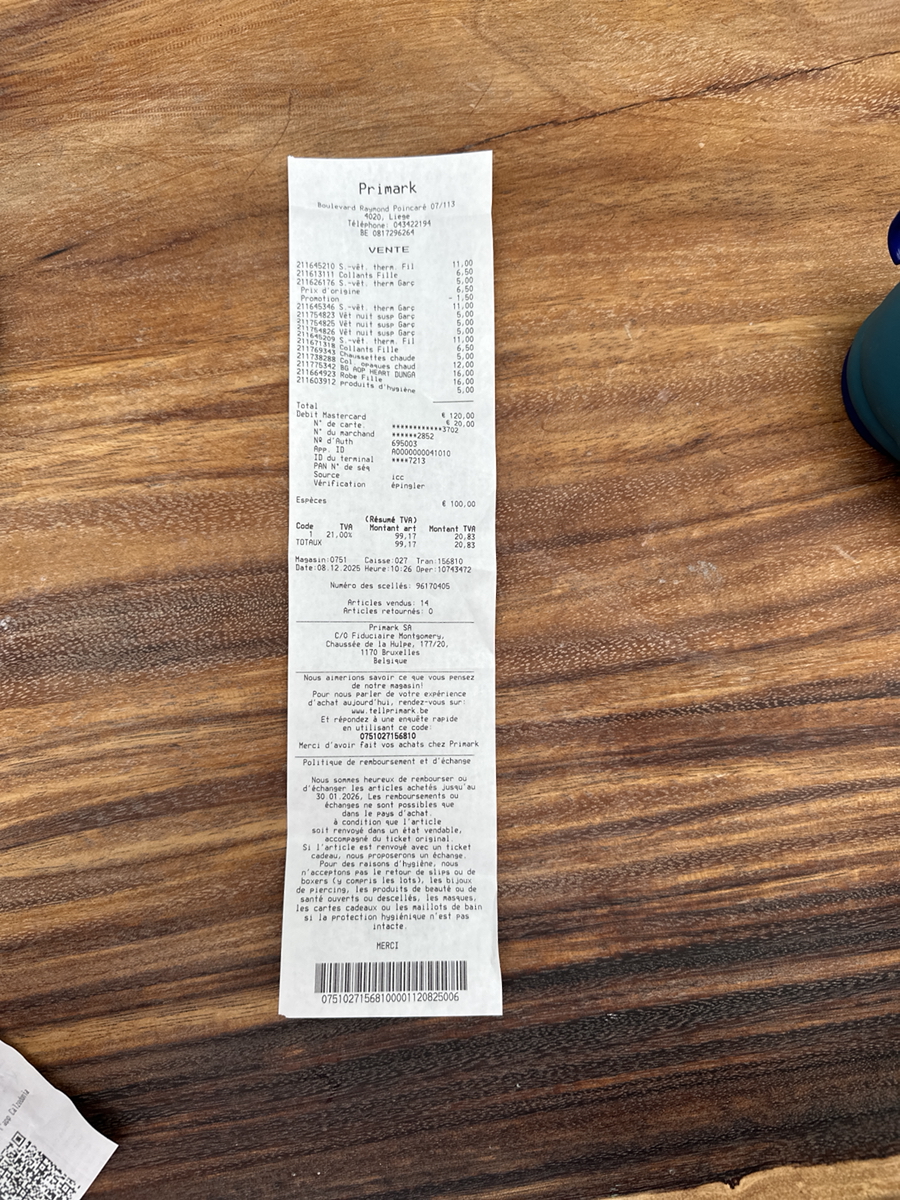 Primark
Boulevard Raymond Poincaré 07/113
4020, Liege
Téléphone: 043422194
BE 0817296264
VENTE
211645210 S.-vêt. therm. Fil 11,00
211613111 Collants Fille 6,50
211626176 S.-vêt. therm Garç 5,00
Prix d'origine 6,50
Promotion - 1,50
211645346 S.-vêt. therm Garç 11,00
211754823 Vêt nuit susp Garç 5,00
211754825 Vêt nuit susp Garç 5,00
211754826 Vêt nuit susp Garç 5,00
211645209 S.-vêt. therm. Fil 11,00
211671318 Collants Fille 6,50
211769343 Chaussettes chaude 5,00
211738288 Col. opaques chaud 12,00
211775342 BG AOP HEART DUNGA 16,00
211664923 Robe Fille 16,00
211603912 produits d'hygiène 5,00
Total € 120,00
Debit Mastercard € 20,00
N° de carte. ************3702
N° du marchand ******2852
Nº d'Auth 695003
App. ID A0000000041010
ID du terminal ****7213
PAN N° de séq
Source icc
Vérification épingler
Espèces € 100,00
(Résumé TVA)
Code TVA Montant art Montant TVA
1 21,00% 99,17 20,83
TOTAUX 99,17 20,83
Magasin:0751 Caisse:027 Tran:156810
Date:08.12.2025 Heure:10:26 Oper:10743472
Numéro des scellés: 96170405
Articles vendus: 14
Articles retournés: 0
Primark SA
C/O Fiduciaire Montgomery,
Chaussée de la Hulpe, 177/20,
1170 Bruxelles
Belgique
Nous aimerions savoir ce que vous pensez
de notre magasin!
Pour nous parler de votre expérience
d'achat aujourd'hui, rendez-vous sur:
www.tellprimark.be
Et répondez à une enquête rapide
en utilisant ce code:
0751027156810
Merci d'avoir fait vos achats chez Primark
Politique de remboursement et d'échange
Nous sommes heureux de rembourser ou
d'échanger les articles achetés jusqu'au
30.01.2026. Les remboursements ou
échanges ne sont possibles que
dans le pays d'achat.
à condition que l'article
soit renvoyé dans un état vendable,
accompagné du ticket original.
Si l'article est renvoyé avec un ticket
cadeau, nous proposerons un échange.
Pour des raisons d'hygiène, nous
n'acceptons pas le retour de slips ou de
boxers (y compris les lots), les bijoux
de piercing, les produits de beauté ou de
santé ouverts ou descellés, les masques,
les cartes cadeaux ou les maillots de bain
si la protection hygiénique n'est pas
intacte.
MERCI
07510271568100001120825006
app Calzedonia